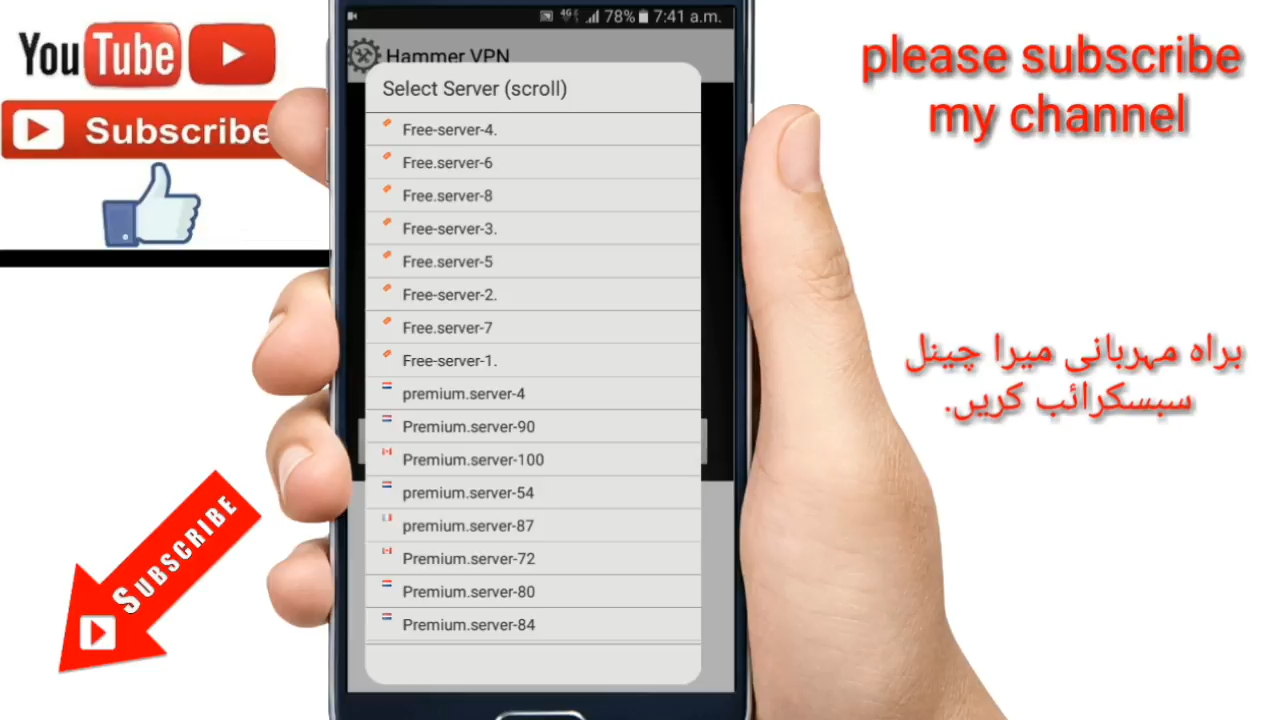 YouTube
Subscribe
SUBSCRIBE
4G 78% 7:41 a.m.
Hammer VPN
Select Server (scroll)
Free-server-4.
Free.server-6
Free.server-8
Free-server-3.
Free.server-5
Free-server-2.
Free.server-7
Free-server-1.
premium.server-4
Premium.server-90
Premium.server-100
premium.server-54
premium.server-87
Premium.server-72
Premium.server-80
Premium.server-84
please subscribe
my channel
براہ مہربانی میرا چینل
سبسکرائب کریں.